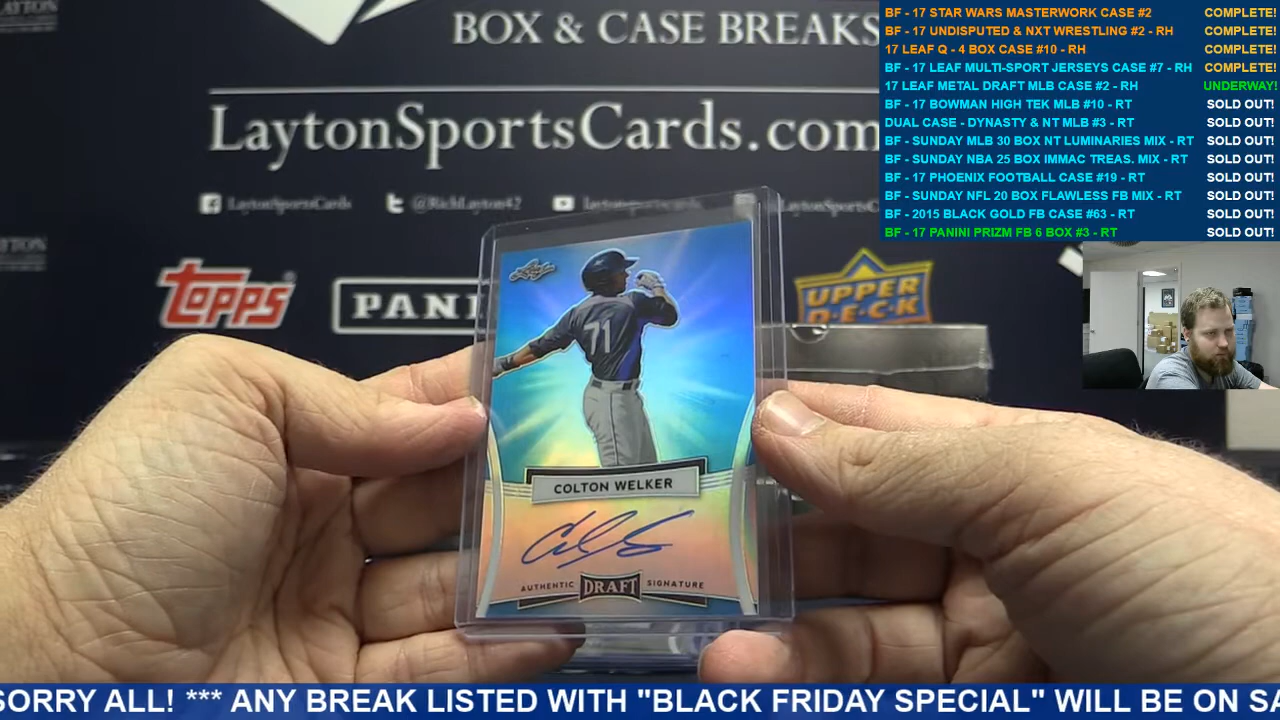 BOX & CASE BREAKS
LaytonSportsCards.com
LaytonSportsCards
@RichLayton42
Laytonsportscards
LaytonSportsC
topps
PANI
UPPER
D·E·C·K
Leaf
71
COLTON WELKER
AUTHENTIC DRAFT SIGNATURE
BF - 17 STAR WARS MASTERWORK CASE #2 COMPLETE!
BF - 17 UNDISPUTED & NXT WRESTLING #2 - RH COMPLETE!
17 LEAF Q - 4 BOX CASE #10 - RH COMPLETE!
BF - 17 LEAF MULTI-SPORT JERSEYS CASE #7 - RH COMPLETE!
17 LEAF METAL DRAFT MLB CASE #2 - RH UNDERWAY!
BF - 17 BOWMAN HIGH TEK MLB #10 - RT SOLD OUT!
DUAL CASE - DYNASTY & NT MLB #3 - RT SOLD OUT!
BF - SUNDAY MLB 30 BOX NT LUMINARIES MIX - RT SOLD OUT!
BF - SUNDAY NBA 25 BOX IMMAC TREAS. MIX - RT SOLD OUT!
BF - 17 PHOENIX FOOTBALL CASE #19 - RT SOLD OUT!
BF - SUNDAY NFL 20 BOX FLAWLESS FB MIX - RT SOLD OUT!
BF - 2015 BLACK GOLD FB CASE #63 - RT SOLD OUT!
BF - 17 PANINI PRIZM FB 6 BOX #3 - RT SOLD OUT!
SORRY ALL! *** ANY BREAK LISTED WITH "BLACK FRIDAY SPECIAL" WILL BE ON SA